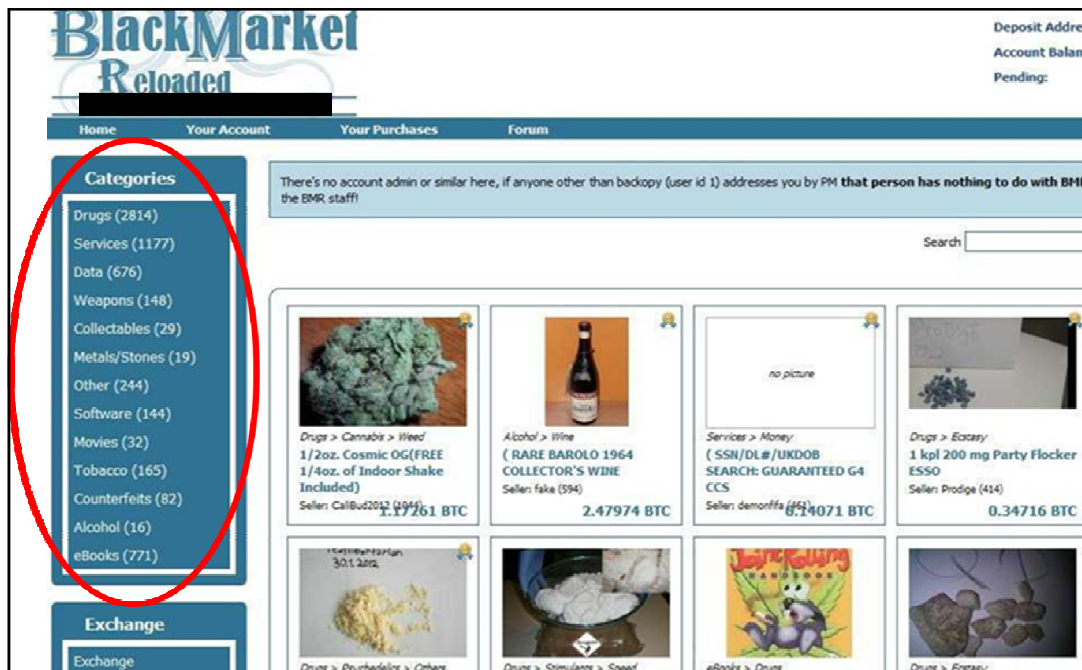 BlackMarket
Reloaded
Deposit Addre
Account Balan
Pending:
Home Your Account Your Purchases Forum
Categories
Drugs (2814)
Services (1177)
Data (676)
Weapons (148)
Collectables (29)
Metals/Stones (19)
Other (244)
Software (144)
Movies (32)
Tobacco (165)
Counterfeits (82)
Alcohol (16)
eBooks (771)
Exchange
Exchange
There's no account admin or similar here, if anyone other than backopy (user id 1) addresses you by PM that person has nothing to do with BMR
the BMR staff!
Search
Drugs > Cannabis > Weed
1/2oz. Cosmic OG(FREE
1/4oz. of Indoor Shake
Included)
Seller: CaliBud2012 (1044)
1.17261 BTC
Alcohol > Wine
( RARE BAROLO 1964
COLLECTOR'S WINE
Seller: fake (594)
2.47974 BTC
no picture
Services > Money
( SSN/DL#/UKDOB
SEARCH: GUARANTEED G4
CCS
Seller: demonffa
0.14071 BTC
Drugs > Ecstasy
1 kpl 200 mg Party Flocker
ESSO
Seller: Prodige (414)
0.34716 BTC
30.1.2012
Drugs > Psychedelics > Others
Drugs > Stimulants > Speed
Joint Rolling
HANDBOOK
eBooks > Drugs
Drugs > Ecstasy